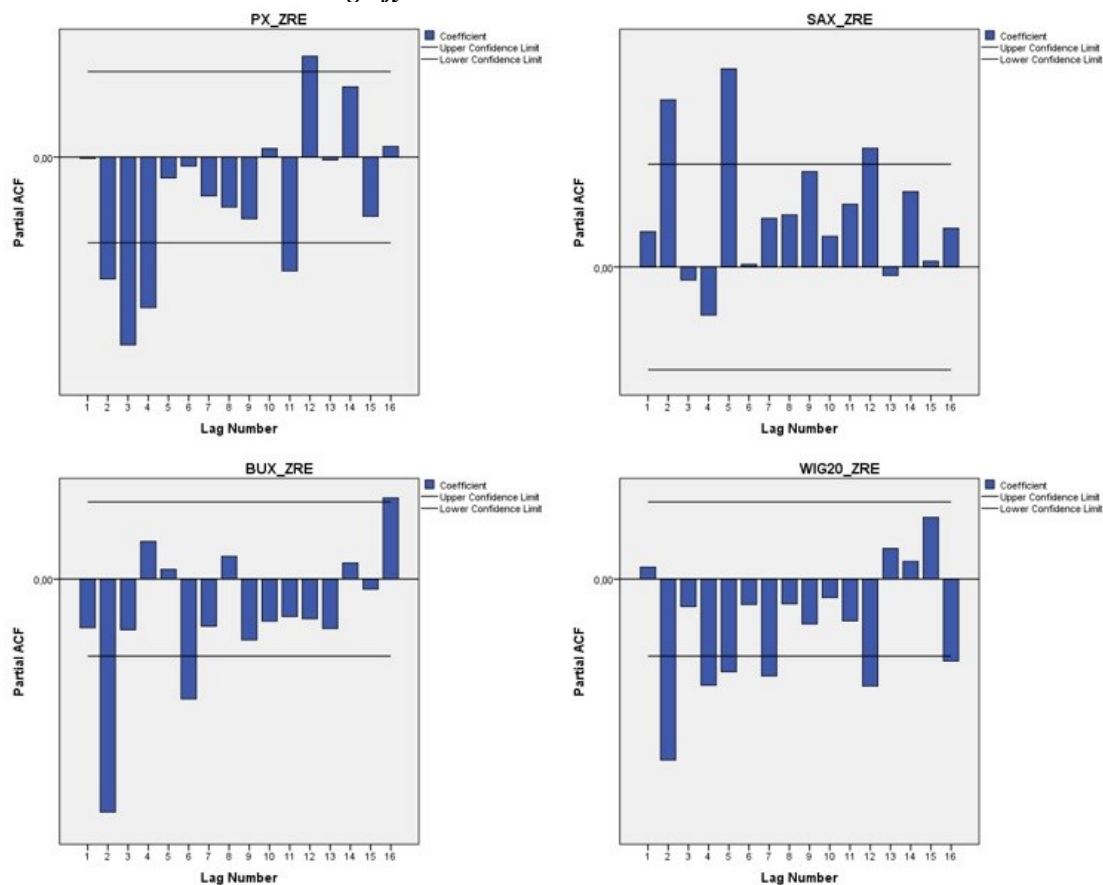 PX_ZRE
Coefficient
Upper Confidence Limit
Lower Confidence Limit
Partial ACF
0,00
1 2 3 4 5 6 7 8 9 10 11 12 13 14 15 16
Lag Number
SAX_ZRE
Coefficient
Upper Confidence Limit
Lower Confidence Limit
Partial ACF
0,00
1 2 3 4 5 6 7 8 9 10 11 12 13 14 15 16
Lag Number
BUX_ZRE
Coefficient
Upper Confidence Limit
Lower Confidence Limit
Partial ACF
0,00
1 2 3 4 5 6 7 8 9 10 11 12 13 14 15 16
Lag Number
WIG20_ZRE
Coefficient
Upper Confidence Limit
Lower Confidence Limit
Partial ACF
0,00
1 2 3 4 5 6 7 8 9 10 11 12 13 14 15 16
Lag Number